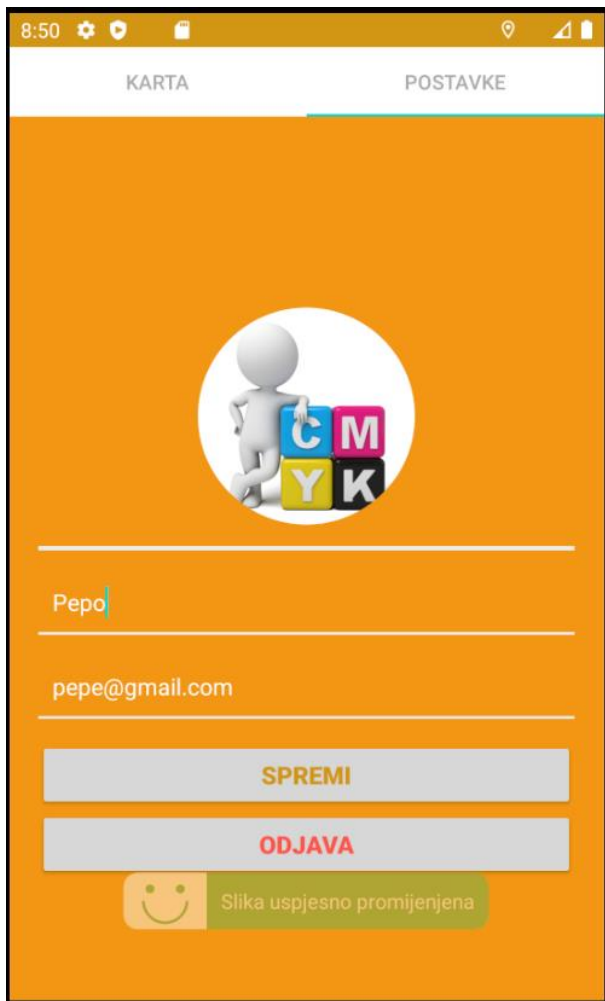 8:50
KARTA POSTAVKE
C M
Y K
Pepo
pepe@gmail.com
SPREMI
ODJAVA
Slika uspjesno promijenjena